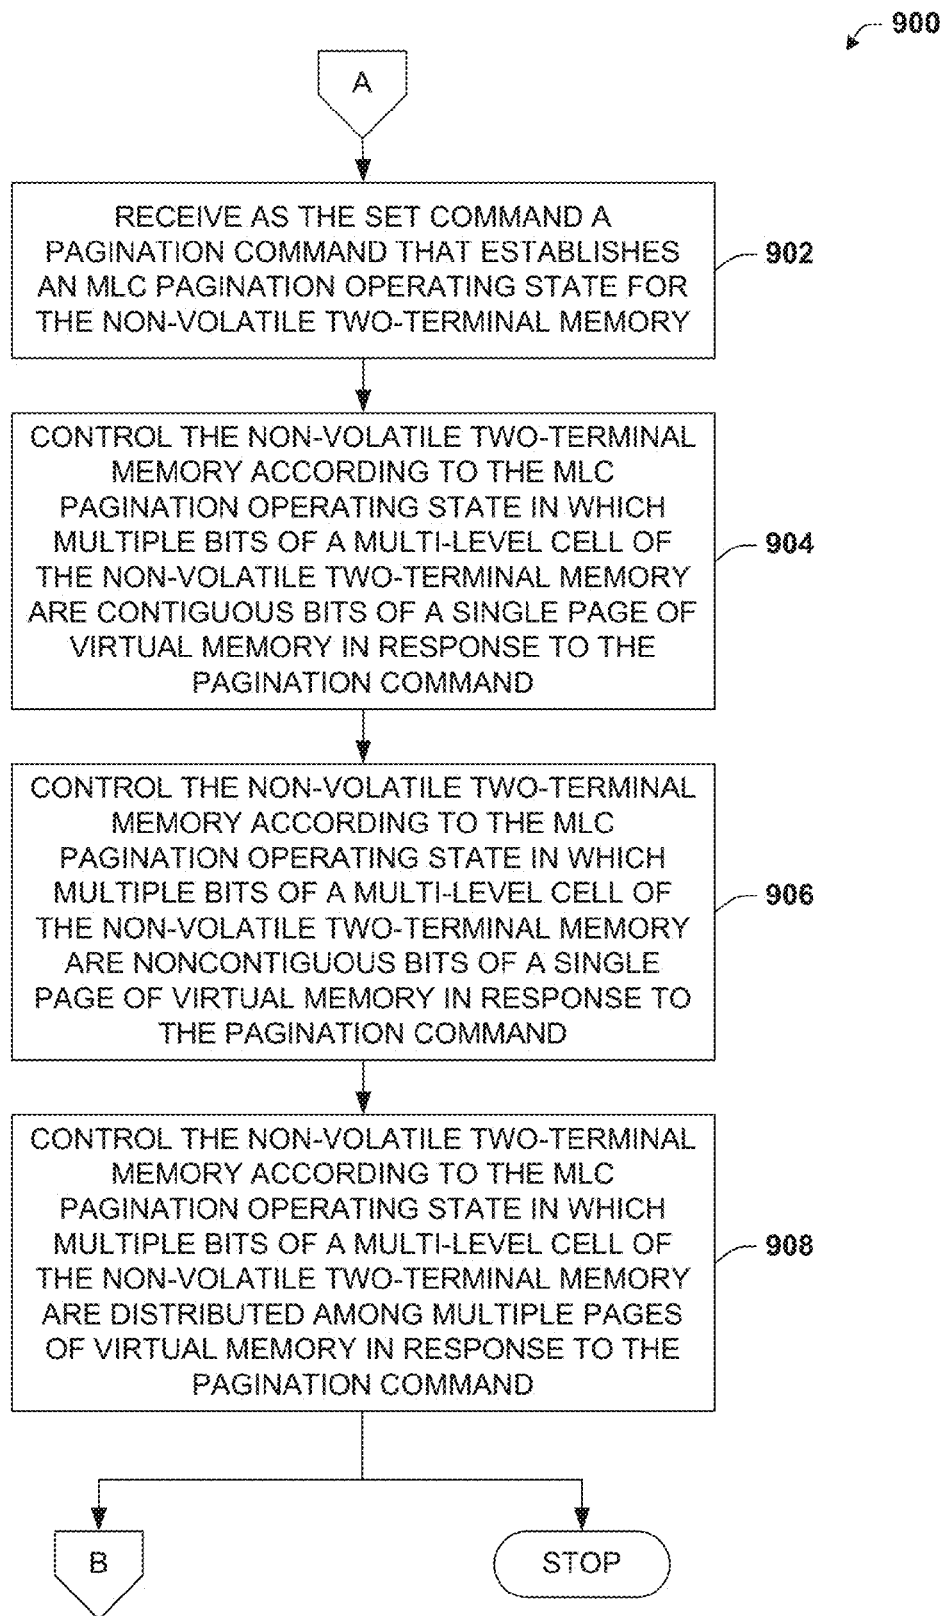 900
A
RECEIVE AS THE SET COMMAND A
PAGINATION COMMAND THAT ESTABLISHES
AN MLC PAGINATION OPERATING STATE FOR
THE NON-VOLATILE TWO-TERMINAL MEMORY
902
CONTROL THE NON-VOLATILE TWO-TERMINAL
MEMORY ACCORDING TO THE MLC
PAGINATION OPERATING STATE IN WHICH
MULTIPLE BITS OF A MULTI-LEVEL CELL OF
THE NON-VOLATILE TWO-TERMINAL MEMORY
ARE CONTIGUOUS BITS OF A SINGLE PAGE OF
VIRTUAL MEMORY IN RESPONSE TO THE
PAGINATION COMMAND
904
CONTROL THE NON-VOLATILE TWO-TERMINAL
MEMORY ACCORDING TO THE MLC
PAGINATION OPERATING STATE IN WHICH
MULTIPLE BITS OF A MULTI-LEVEL CELL OF
THE NON-VOLATILE TWO-TERMINAL MEMORY
ARE NONCONTIGUOUS BITS OF A SINGLE
PAGE OF VIRTUAL MEMORY IN RESPONSE TO
THE PAGINATION COMMAND
906
CONTROL THE NON-VOLATILE TWO-TERMINAL
MEMORY ACCORDING TO THE MLC
PAGINATION OPERATING STATE IN WHICH
MULTIPLE BITS OF A MULTI-LEVEL CELL OF
THE NON-VOLATILE TWO-TERMINAL MEMORY
ARE DISTRIBUTED AMONG MULTIPLE PAGES
OF VIRTUAL MEMORY IN RESPONSE TO THE
PAGINATION COMMAND
908
B
STOP